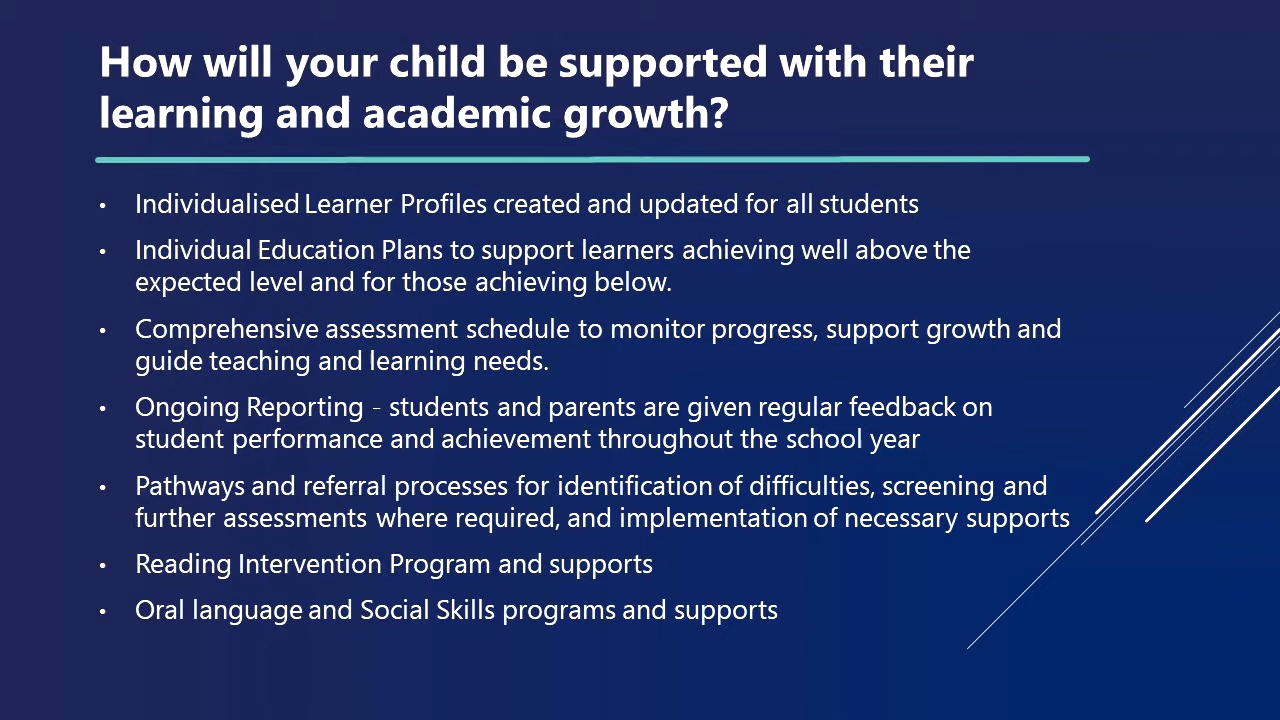 How will your child be supported with their
learning and academic growth?
• Individualised Learner Profiles created and updated for all students
• Individual Education Plans to support learners achieving well above the
expected level and for those achieving below.
• Comprehensive assessment schedule to monitor progress, support growth and
guide teaching and learning needs.
• Ongoing Reporting - students and parents are given regular feedback on
student performance and achievement throughout the school year
• Pathways and referral processes for identification of difficulties, screening and
further assessments where required, and implementation of necessary supports
• Reading Intervention Program and supports
• Oral language and Social Skills programs and supports